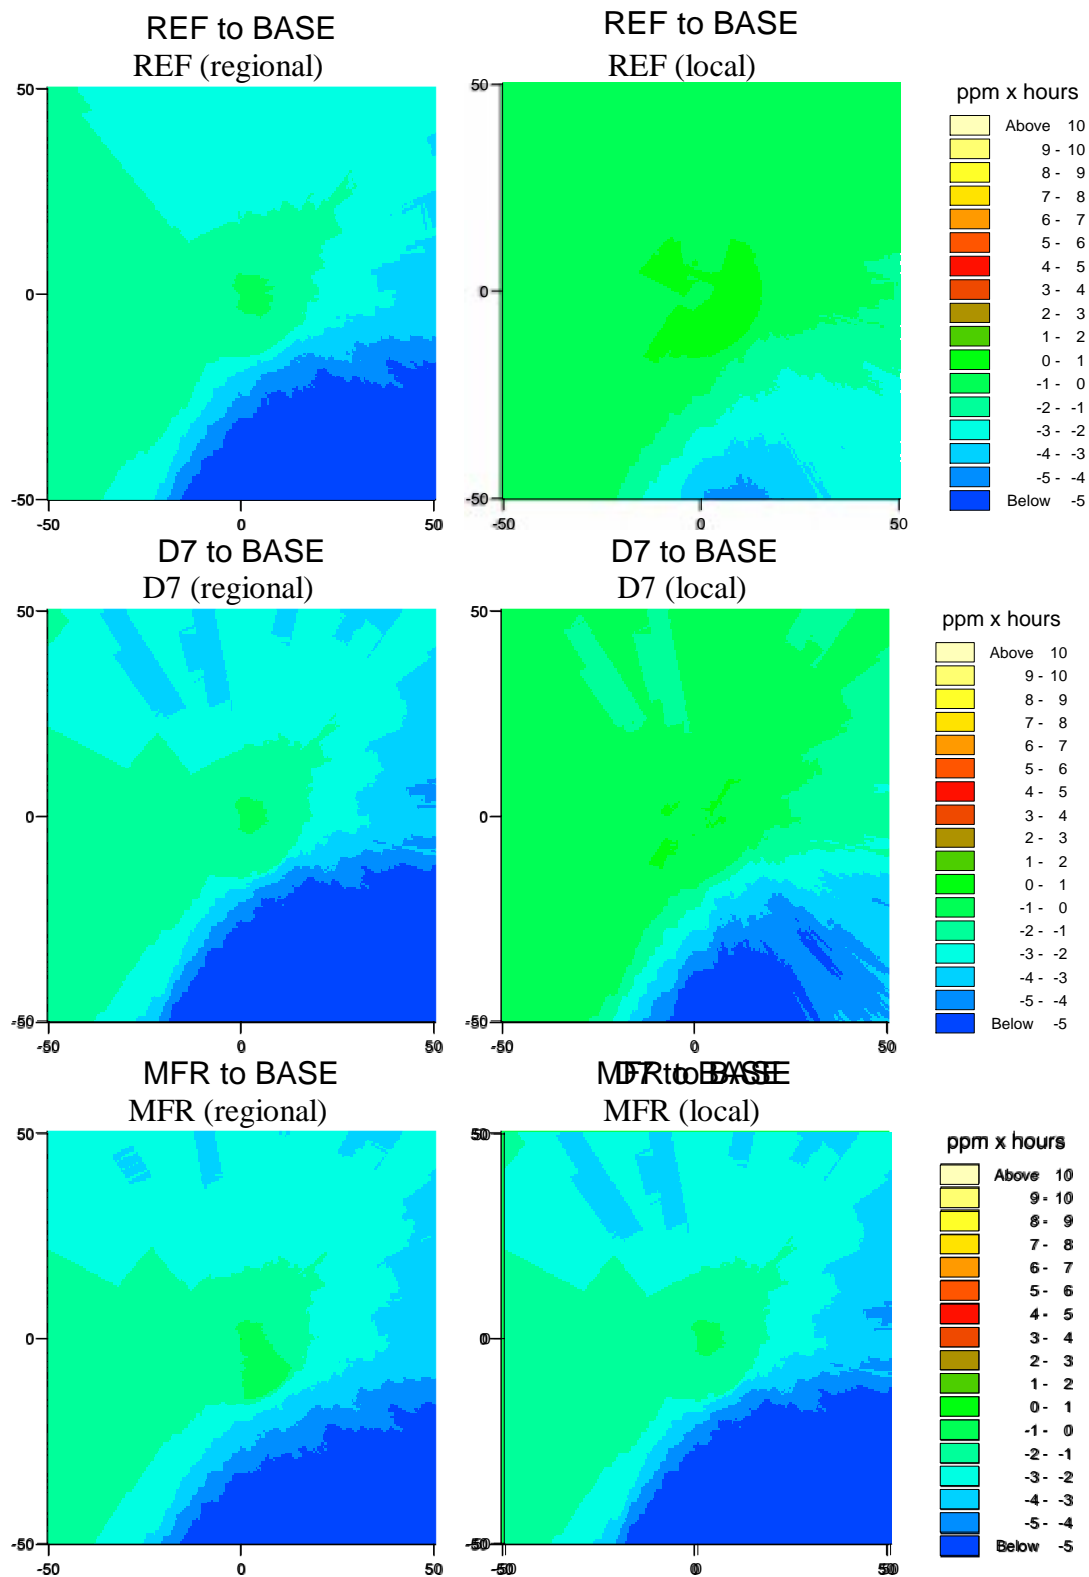 REF to BASE
REF (regional)
50
0
-50
-50 0 50
REF to BASE
REF (local)
50
0
-50
-50 0 50
ppm x hours
Above 10
9 - 10
8 - 9
7 - 8
6 - 7
5 - 6
4 - 5
3 - 4
2 - 3
1 - 2
0 - 1
-1 - 0
-2 - -1
-3 - -2
-4 - -3
-5 - -4
Below -5
D7 to BASE
D7 (regional)
50
0
-50
-50 0 50
D7 to BASE
D7 (local)
50
0
-50
-50 0 50
ppm x hours
Above 10
9 - 10
8 - 9
7 - 8
6 - 7
5 - 6
4 - 5
3 - 4
2 - 3
1 - 2
0 - 1
-1 - 0
-2 - -1
-3 - -2
-4 - -3
-5 - -4
Below -5
MFR to BASE
MFR (regional)
50
0
-50
-50 0 50
MFR (local)
50
0
-50
-50 0 50
ppm x hours
Above 10
9 - 10
8 - 9
7 - 8
6 - 7
5 - 6
4 - 5
3 - 4
2 - 3
1 - 2
0 - 1
-1 - 0
-2 - -1
-3 - -2
-4 - -3
-5 - -4
Below -5